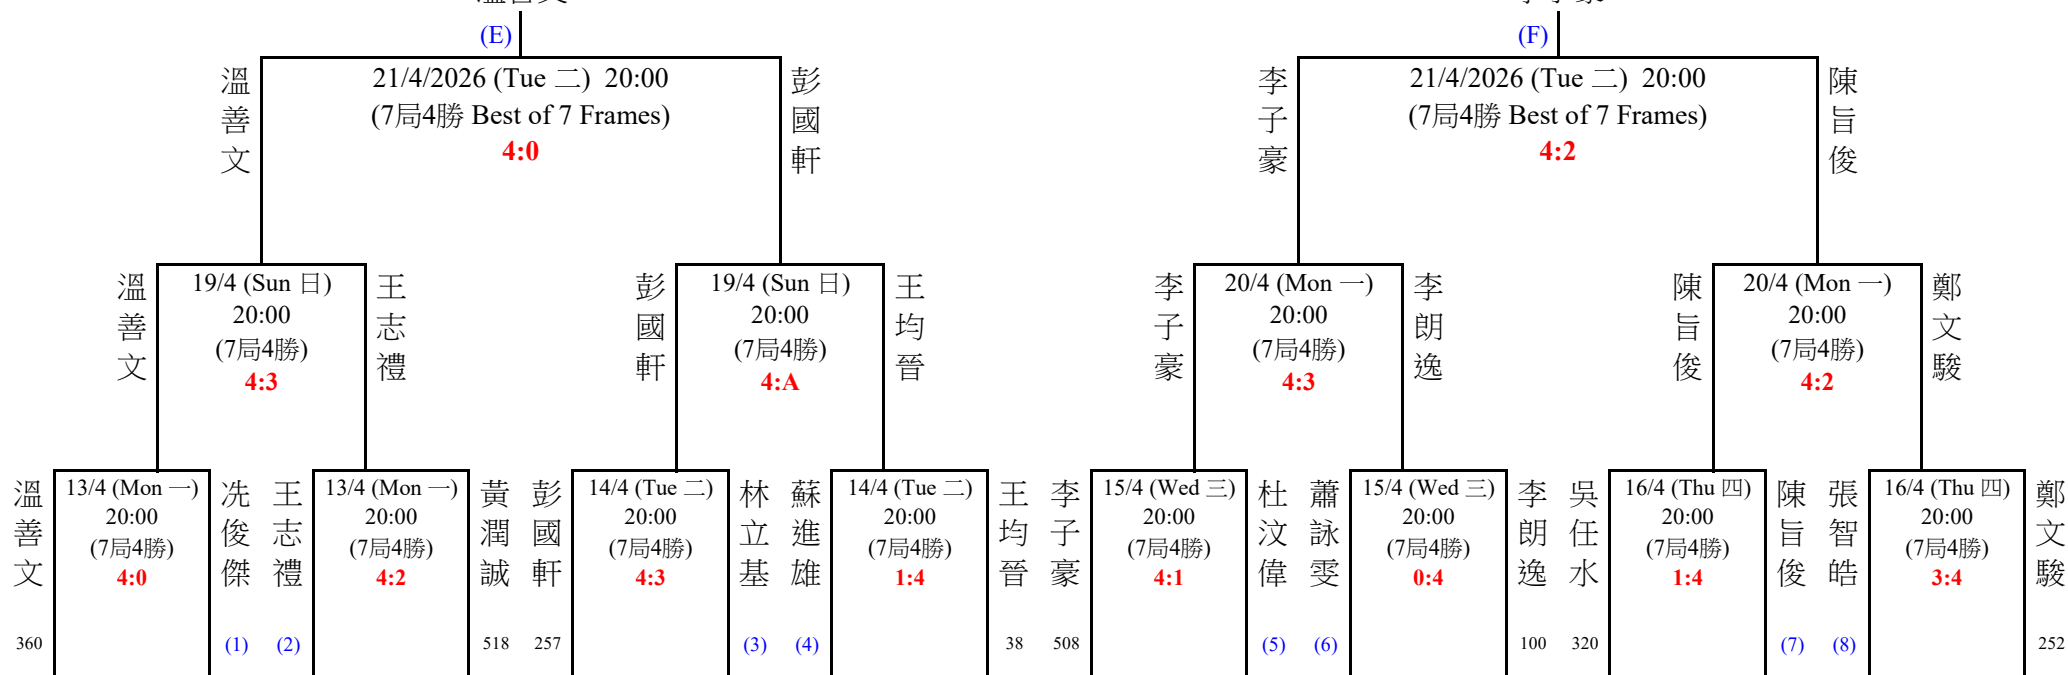 (E)
(F)
溫善文
21/4/2026 (Tue 二) 20:00
(7局4勝 Best of 7 Frames)
4:0
彭國軒
李子豪
21/4/2026 (Tue 二) 20:00
(7局4勝 Best of 7 Frames)
4:2
陳旨俊
溫善文
19/4 (Sun 日)
20:00
(7局4勝)
4:3
王志禮
彭國軒
19/4 (Sun 日)
20:00
(7局4勝)
4:A
王均晉
李子豪
20/4 (Mon 一)
20:00
(7局4勝)
4:3
李朗逸
陳旨俊
20/4 (Mon 一)
20:00
(7局4勝)
4:2
鄭文駿
溫善文
13/4 (Mon 一)
20:00
(7局4勝)
4:0
冼俊傑
王志禮
13/4 (Mon 一)
20:00
(7局4勝)
4:2
黃潤誠
彭國軒
14/4 (Tue 二)
20:00
(7局4勝)
4:3
林立基
蘇進雄
14/4 (Tue 二)
20:00
(7局4勝)
1:4
王均晉
李子豪
15/4 (Wed 三)
20:00
(7局4勝)
4:1
杜汶偉
蕭詠雯
15/4 (Wed 三)
20:00
(7局4勝)
0:4
李朗逸
吳任水
16/4 (Thu 四)
20:00
(7局4勝)
1:4
陳旨俊
張智皓
16/4 (Thu 四)
20:00
(7局4勝)
3:4
鄭文駿
360
(1)
(2)
518
257
(3)
(4)
38
508
(5)
(6)
100
320
(7)
(8)
252